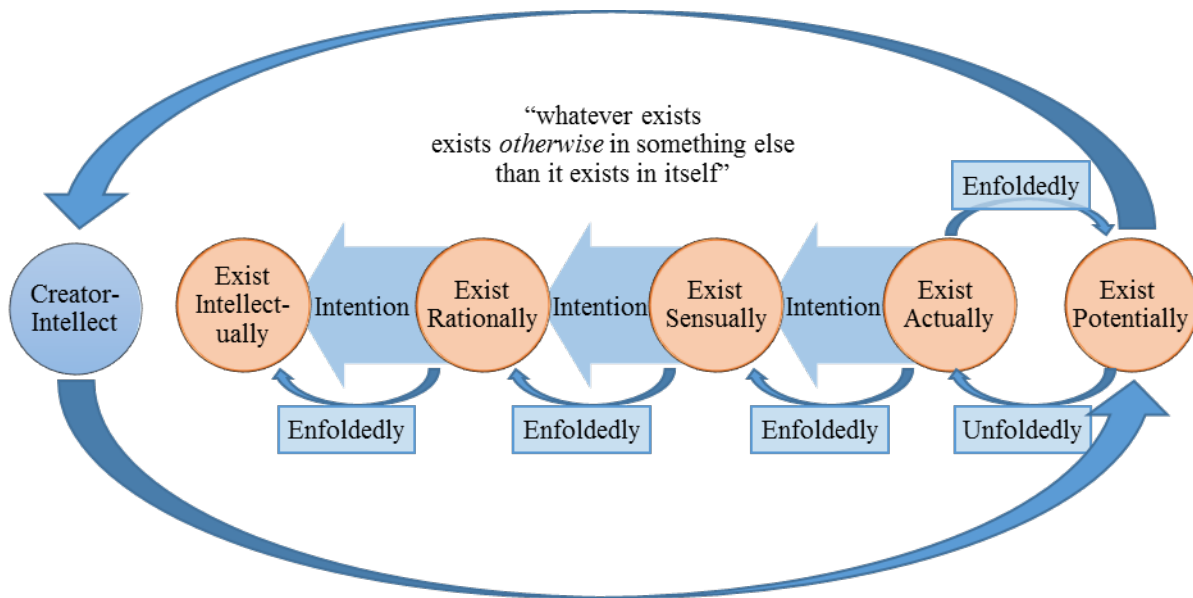 “whatever exists
exists otherwise in something else
than it exists in itself”
Enfoldedly
Creator-
Intellect
Exist
Intellect-
ually
Intention
Exist
Rationally
Intention
Exist
Sensually
Intention
Exist
Actually
Exist
Potentially
Enfoldedly
Enfoldedly
Enfoldedly
Unfoldedly